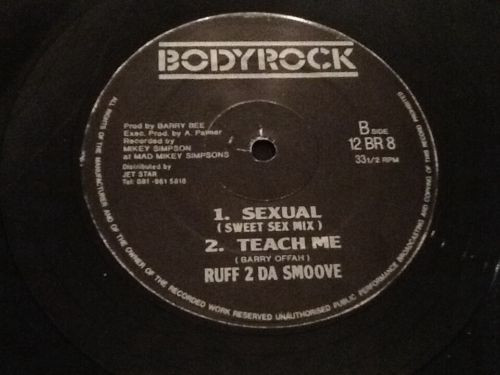 BODYROCK
Prod by BARRY BEE
Exec. Prod. by A. Palmer
Recorded by
MIKEY SIMPSON
at MAD MIKEY SIMPSONS
Distributed by
JET STAR
Tel: 081-961 5818
B SIDE
12 BR 8
33 1/2 RPM
1. SEXUAL
( SWEET SEX MIX )
2. TEACH ME
( BARRY OFFAH )
RUFF 2 DA SMOOVE
ALL RIGHTS OF THE MANUFACTURER AND OF THE OWNER OF THE RECORDED WORK RESERVED UNAUTHORISED PUBLIC PERFORMANCE BROADCASTING AND COPYING OF THIS RECORD PROHIBITED